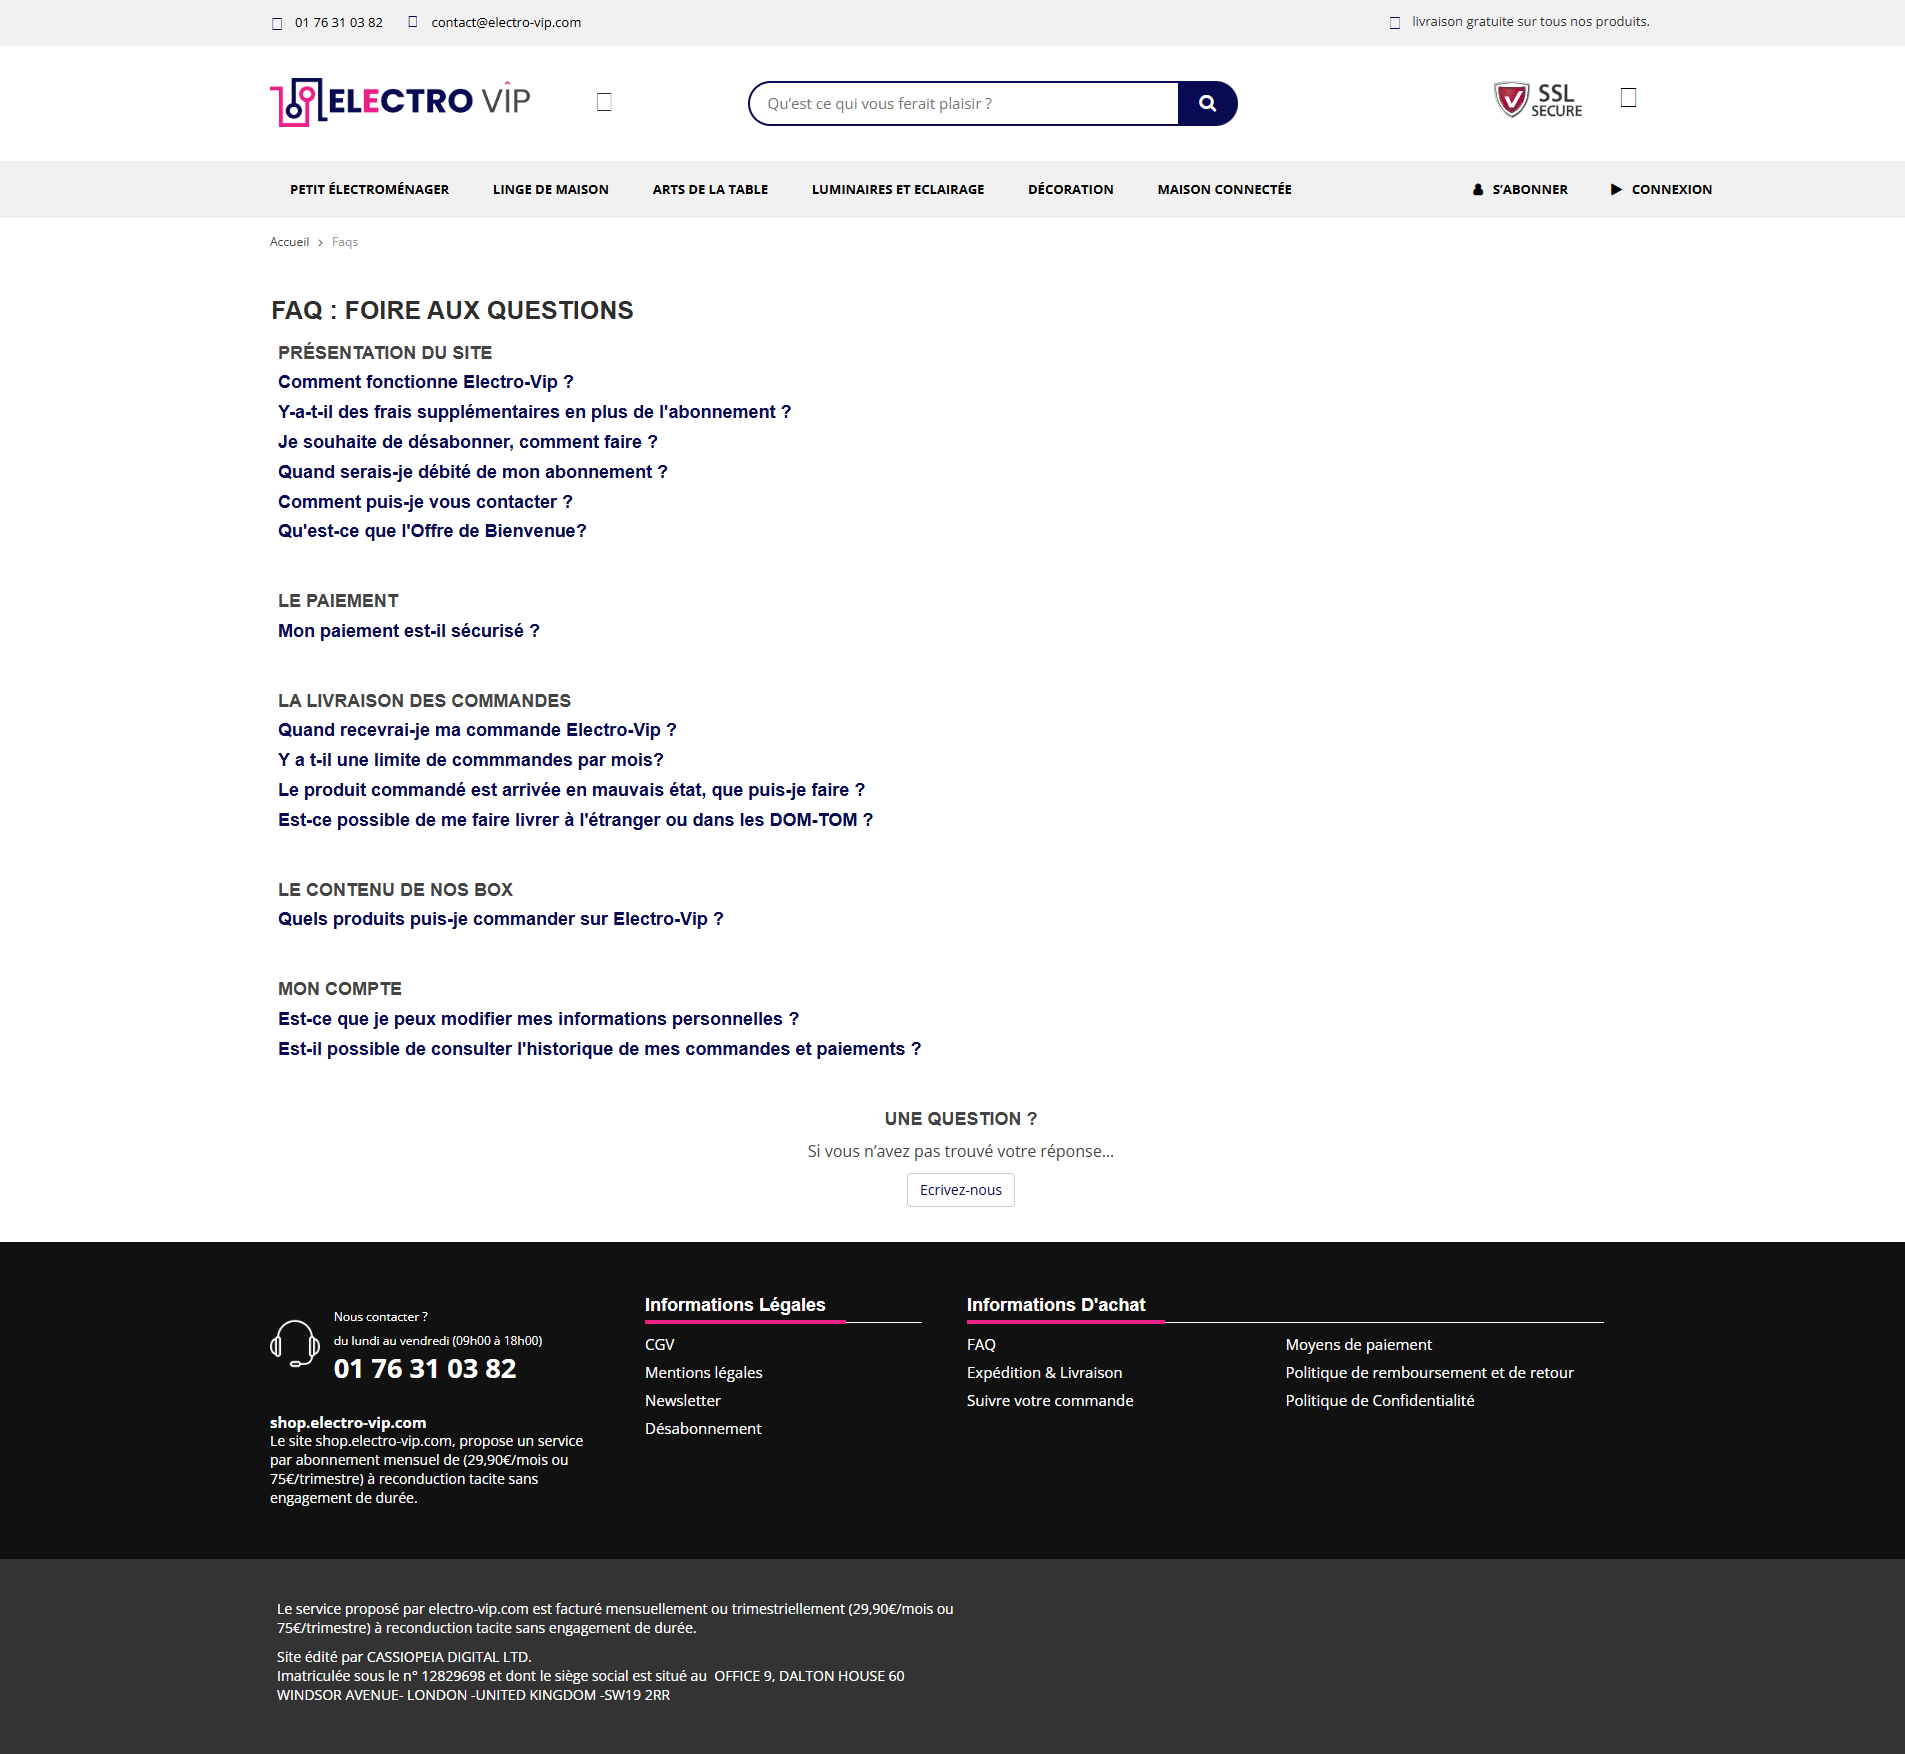 01 76 31 03 82 contact@electro-vip.com livraison gratuite sur tous nos produits.
ELECTRO VIP
Qu'est ce qui vous ferait plaisir ?
SSL
SECURE
PETIT ÉLECTROMÉNAGER LINGE DE MAISON ARTS DE LA TABLE LUMINAIRES ET ECLAIRAGE DÉCORATION MAISON CONNECTÉE S'ABONNER CONNEXION
Accueil > Faqs
FAQ : FOIRE AUX QUESTIONS
PRÉSENTATION DU SITE
Comment fonctionne Electro-Vip ?
Y-a-t-il des frais supplémentaires en plus de l'abonnement ?
Je souhaite de désabonner, comment faire ?
Quand serais-je débité de mon abonnement ?
Comment puis-je vous contacter ?
Qu'est-ce que l'Offre de Bienvenue?
LE PAIEMENT
Mon paiement est-il sécurisé ?
LA LIVRAISON DES COMMANDES
Quand recevrai-je ma commande Electro-Vip ?
Y a t-il une limite de commmandes par mois?
Le produit commandé est arrivée en mauvais état, que puis-je faire ?
Est-ce possible de me faire livrer à l'étranger ou dans les DOM-TOM ?
LE CONTENU DE NOS BOX
Quels produits puis-je commander sur Electro-Vip ?
MON COMPTE
Est-ce que je peux modifier mes informations personnelles ?
Est-il possible de consulter l'historique de mes commandes et paiements ?
UNE QUESTION ?
Si vous n'avez pas trouvé votre réponse...
Ecrivez-nous
Nous contacter ?
du lundi au vendredi (09h00 à 18h00)
01 76 31 03 82
shop.electro-vip.com
Le site shop.electro-vip.com, propose un service
par abonnement mensuel de (29,90€/mois ou
75€/trimestre) à reconduction tacite sans
engagement de durée.
Informations Légales
CGV
Mentions légales
Newsletter
Désabonnement
Informations D'achat
FAQ
Expédition & Livraison
Suivre votre commande
Moyens de paiement
Politique de remboursement et de retour
Politique de Confidentialité
Le service proposé par electro-vip.com est facturé mensuellement ou trimestriellement (29,90€/mois ou
75€/trimestre) à reconduction tacite sans engagement de durée.
Site édité par CASSIOPEIA DIGITAL LTD.
Imatriculée sous le n° 12829698 et dont le siège social est situé au OFFICE 9, DALTON HOUSE 60
WINDSOR AVENUE- LONDON -UNITED KINGDOM -SW19 2RR